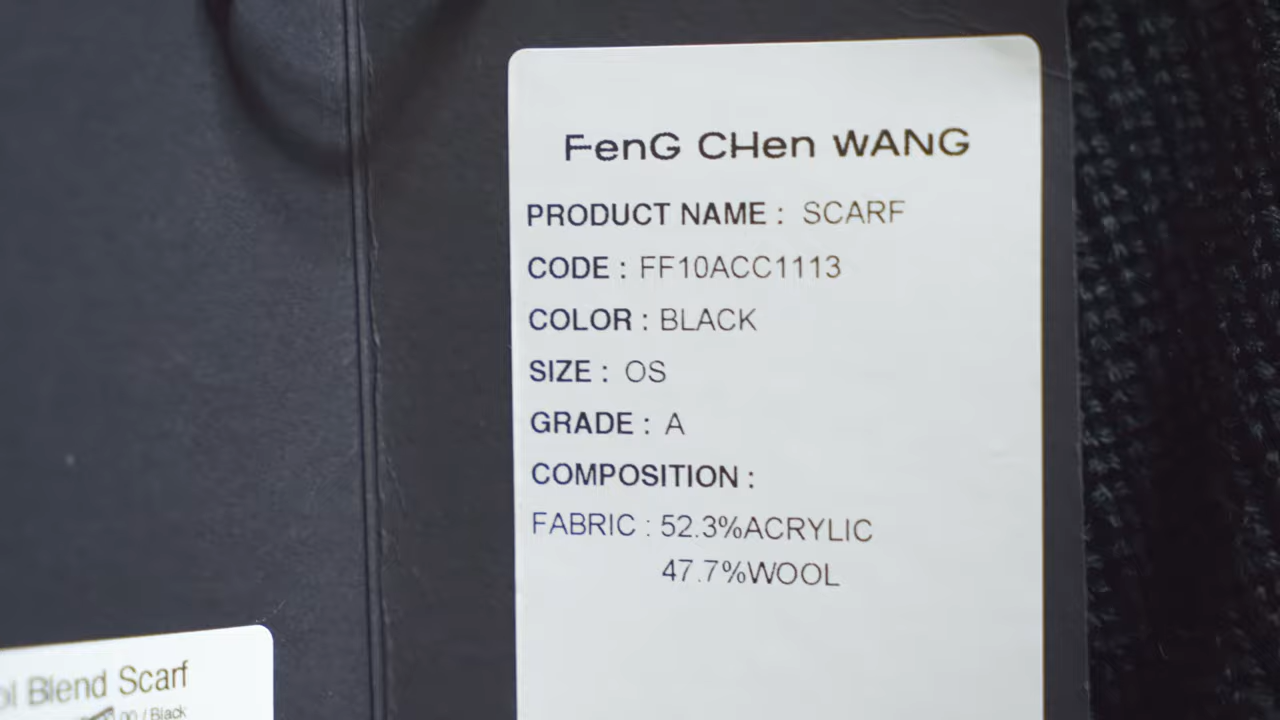 FenG CHen WANG
PRODUCT NAME : SCARF
CODE : FF10ACC1113
COLOR : BLACK
SIZE : OS
GRADE : A
COMPOSITION :
FABRIC : 52.3%ACRYLIC
47.7%WOOL
Blend Scarf
/ Black